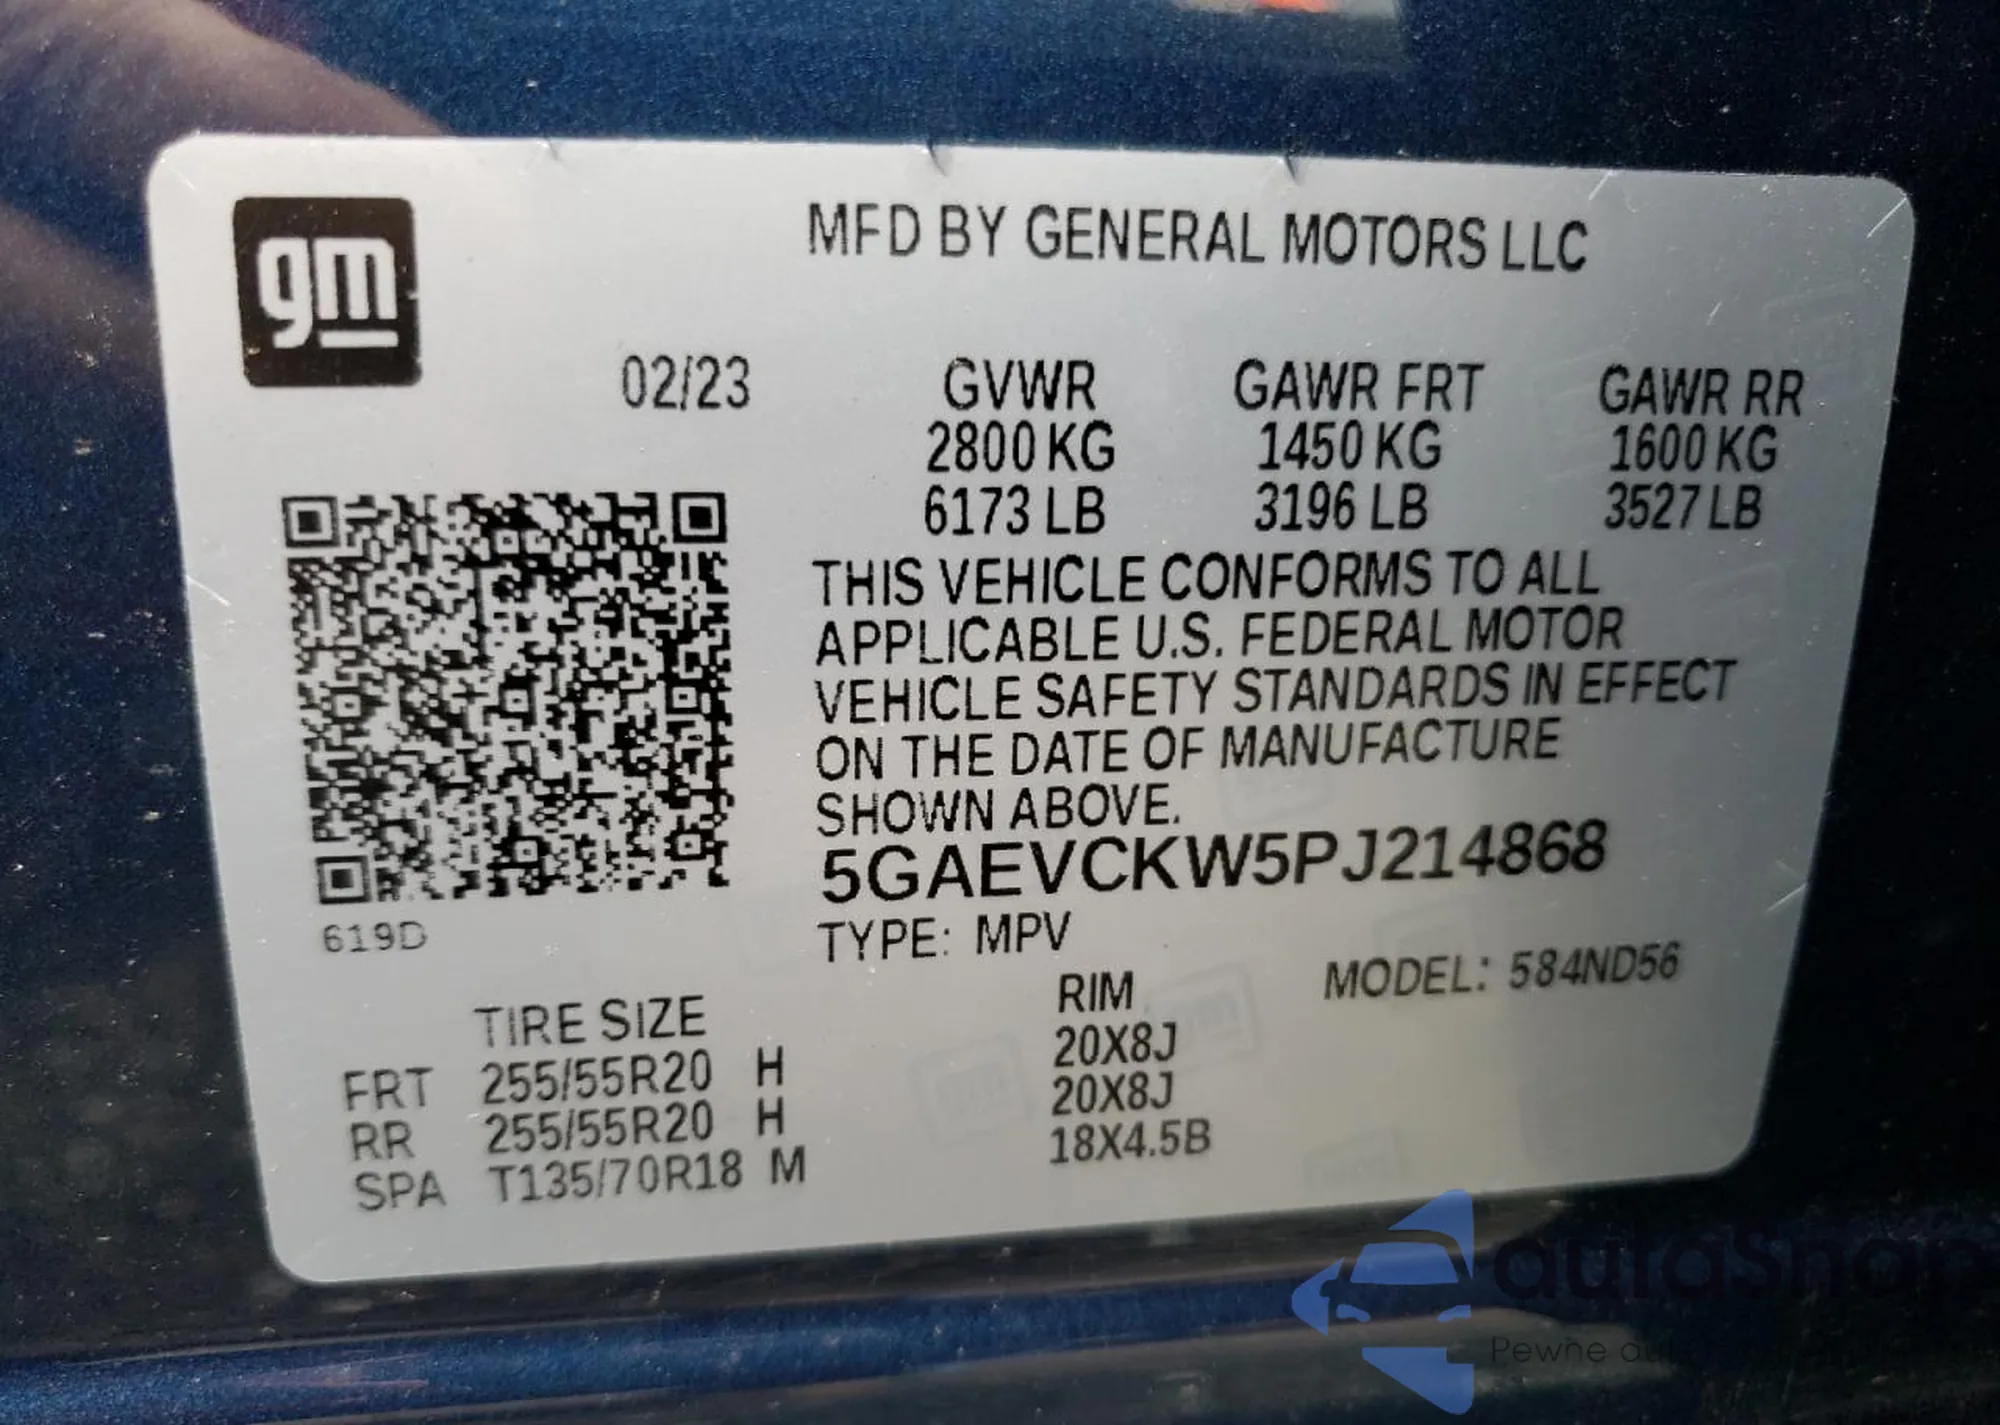 gm
MFD BY GENERAL MOTORS LLC
02/23
GVWR GAWR FRT GAWR RR
2800 KG 1450 KG 1600 KG
6173 LB 3196 LB 3527 LB
THIS VEHICLE CONFORMS TO ALL
APPLICABLE U.S. FEDERAL MOTOR
VEHICLE SAFETY STANDARDS IN EFFECT
ON THE DATE OF MANUFACTURE
SHOWN ABOVE.
5GAEVCKW5PJ214868
619D
TYPE: MPV
MODEL: 584ND56
TIRE SIZE RIM
FRT 255/55R20 H 20X8J
RR 255/55R20 H 20X8J
SPA T135/70R18 M 18X4.5B
autaSnap
Pewne